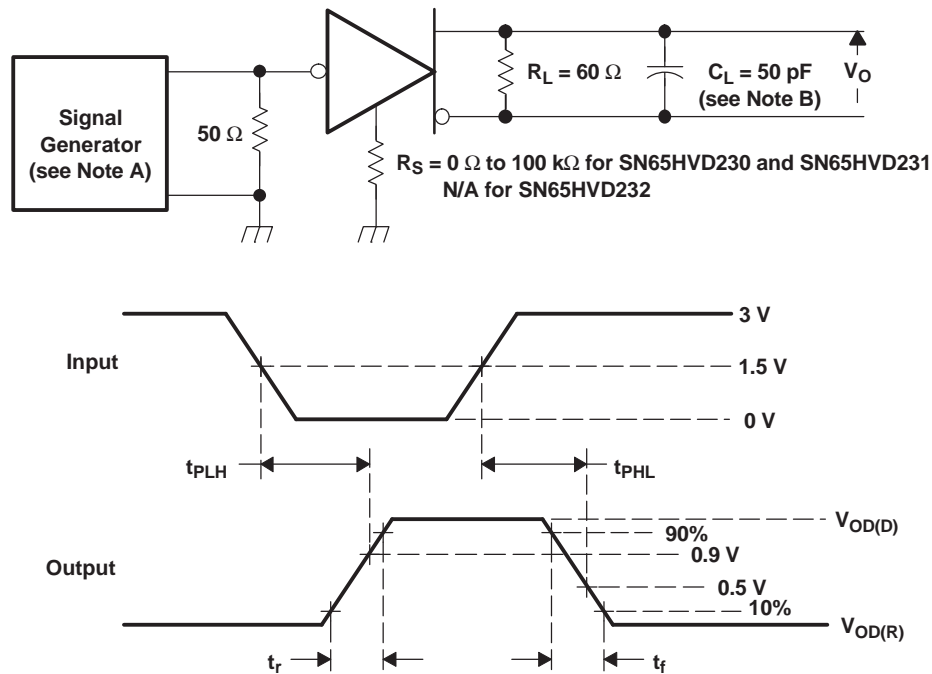 Signal
Generator
(see Note A)
50 Ω
R_L = 60 Ω
C_L = 50 pF
(see Note B)
V_O
R_S = 0 Ω to 100 kΩ for SN65HVD230 and SN65HVD231
N/A for SN65HVD232
Input
3 V
1.5 V
0 V
t_PLH
t_PHL
Output
V_OD(D)
90%
0.9 V
0.5 V
10%
V_OD(R)
t_r
t_f